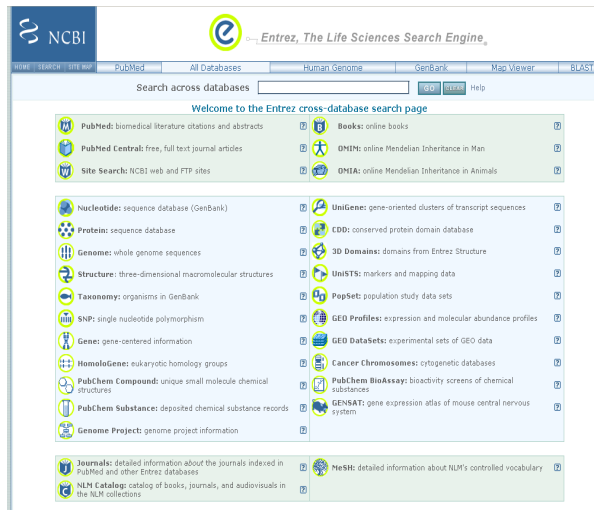 NCBI
Entrez, The Life Sciences Search Engine
HOME SEARCH SITE MAP PubMed All Databases Human Genome GenBank Map Viewer BLAST
Search across databases GO CLEAR Help
Welcome to the Entrez cross-database search page
PubMed: biomedical literature citations and abstracts ?
Books: online books ?
PubMed Central: free, full text journal articles ?
OMIM: online Mendelian Inheritance in Man ?
Site Search: NCBI web and FTP sites ?
OMIA: online Mendelian Inheritance in Animals ?
Nucleotide: sequence database (GenBank) ?
UniGene: gene-oriented clusters of transcript sequences ?
Protein: sequence database ?
CDD: conserved protein domain database ?
Genome: whole genome sequences ?
3D Domains: domains from Entrez Structure ?
Structure: three-dimensional macromolecular structures ?
UniSTS: markers and mapping data ?
Taxonomy: organisms in GenBank ?
PopSet: population study data sets ?
SNP: single nucleotide polymorphism ?
GEO Profiles: expression and molecular abundance profiles ?
Gene: gene-centered information ?
GEO DataSets: experimental sets of GEO data ?
HomoloGene: eukaryotic homology groups ?
Cancer Chromosomes: cytogenetic databases ?
PubChem Compound: unique small molecule chemical
structures ?
PubChem BioAssay: bioactivity screens of chemical
substances ?
PubChem Substance: deposited chemical substance records ?
GENSAT: gene expression atlas of mouse central nervous
system ?
Genome Project: genome project information ?
Journals: detailed information about the journals indexed in
PubMed and other Entrez databases ?
MeSH: detailed information about NLM's controlled vocabulary ?
NLM Catalog: catalog of books, journals, and audiovisuals in
the NLM collections ?